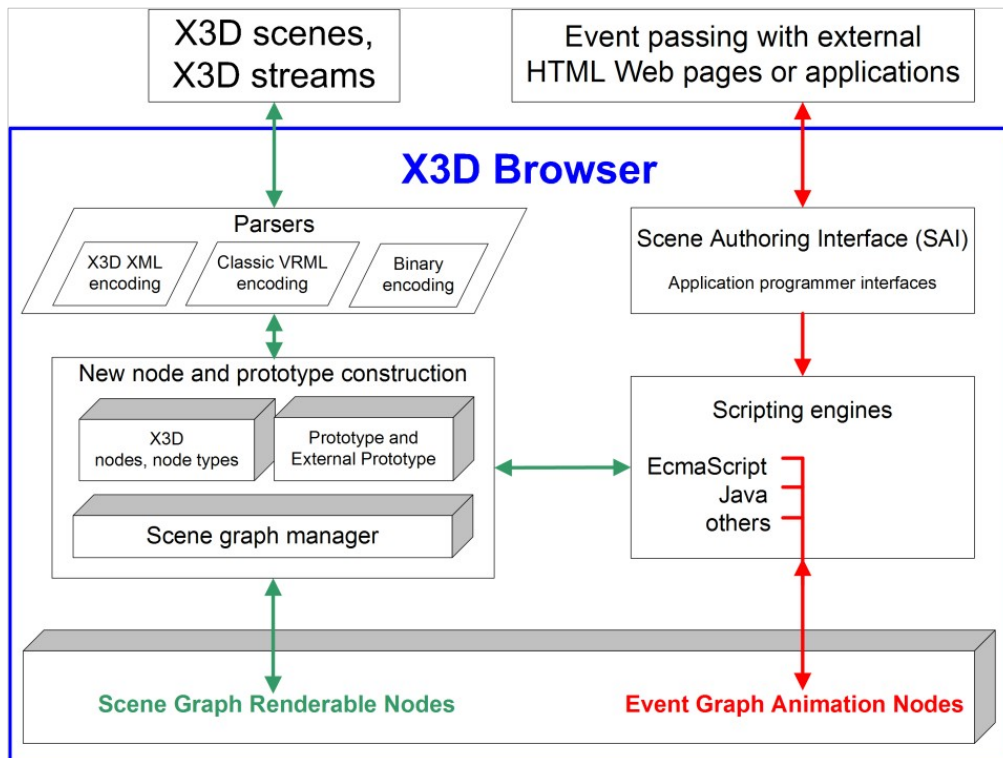 X3D scenes,
X3D streams
Event passing with external
HTML Web pages or applications
X3D Browser
Parsers
X3D XML
encoding
Classic VRML
encoding
Binary
encoding
Scene Authoring Interface (SAI)
Application programmer interfaces
New node and prototype construction
X3D
nodes, node types
Prototype and
External Prototype
Scene graph manager
Scripting engines
EcmaScript
Java
others
Scene Graph Renderable Nodes
Event Graph Animation Nodes